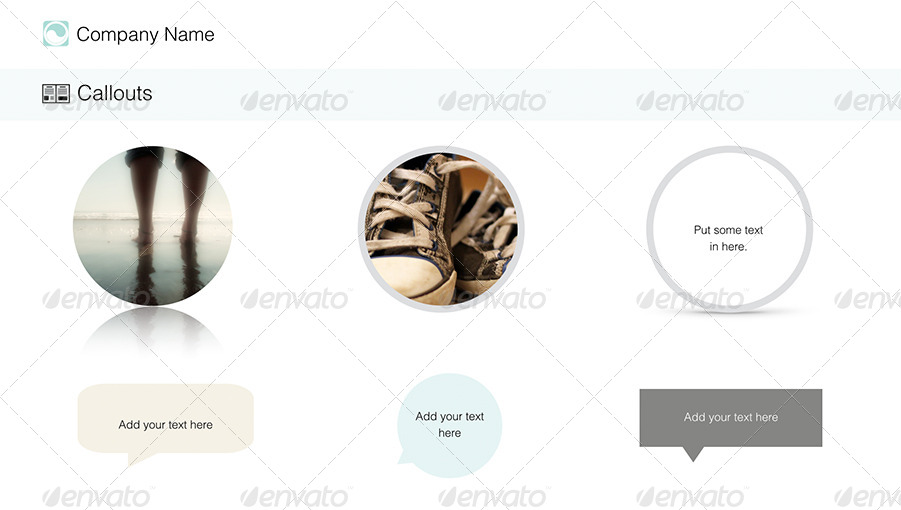 Company Name
Callouts
envato envato envato envato envato
Put some text
in here.
envato envato envato envato envato
Add your text here
Add your text
here
Add your text here
envato envato envato envato envato